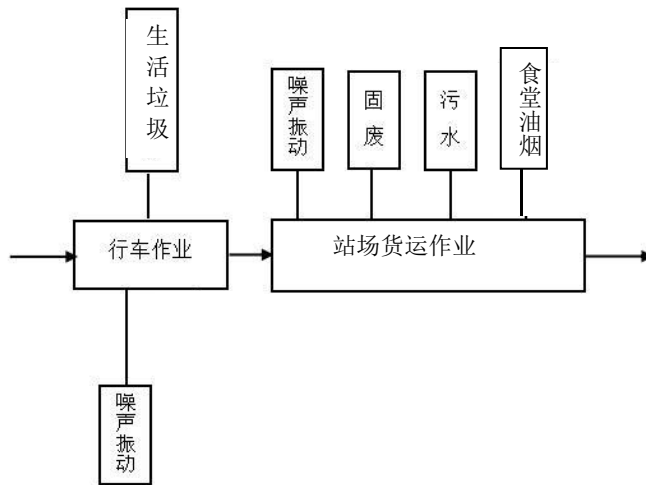 生活垃圾
噪声振动
固废
污水
食堂油烟
行车作业
站场货运作业
噪声振动